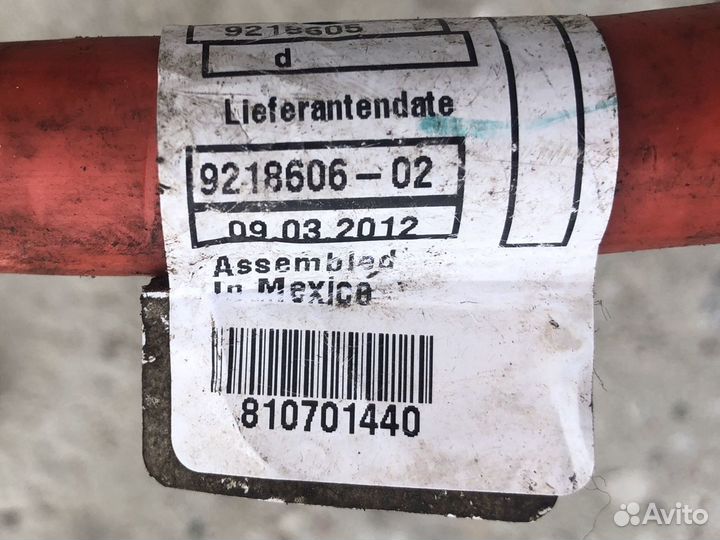 9218605
d
Lieferantendate
9218606-02
09.03.2012
Assembled
In Mexico
810701440
Avito